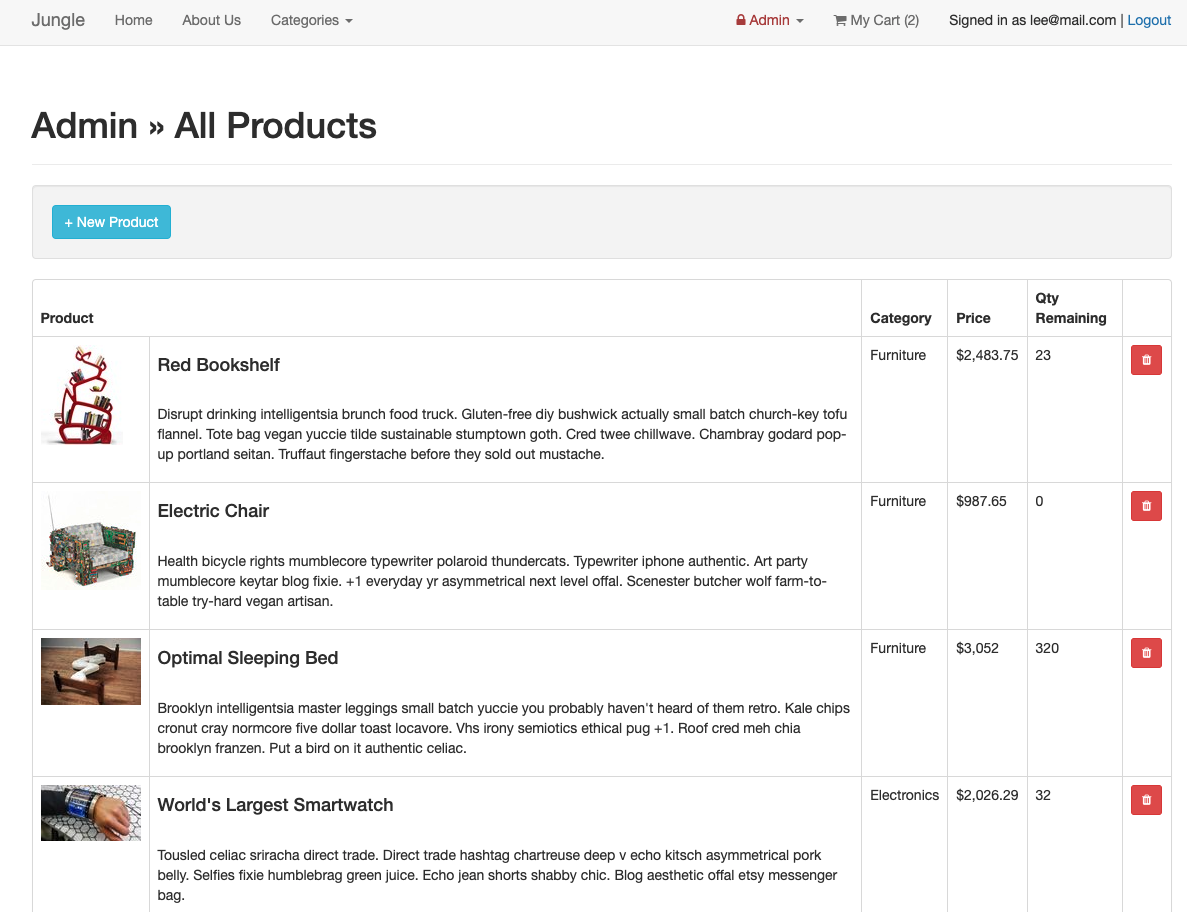 Jungle Home About Us Categories Admin My Cart (2) Signed in as lee@mail.com | Logout
Admin » All Products
+ New Product
Product Category Price Qty Remaining
Red Bookshelf Furniture $2,483.75 23
Disrupt drinking intelligentsia brunch food truck. Gluten-free diy bushwick actually small batch church-key tofu
flannel. Tote bag vegan yuccie tilde sustainable stumptown goth. Cred twee chillwave. Chambray godard pop-
up portland seitan. Truffaut fingerstache before they sold out mustache.
Electric Chair Furniture $987.65 0
Health bicycle rights mumblecore typewriter polaroid thundercats. Typewriter iphone authentic. Art party
mumblecore keytar blog fixie. +1 everyday yr asymmetrical next level offal. Scenester butcher wolf farm-to-
table try-hard vegan artisan.
Optimal Sleeping Bed Furniture $3,052 320
Brooklyn intelligentsia master leggings small batch yuccie you probably haven't heard of them retro. Kale chips
cronut cray normcore five dollar toast locavore. Vhs irony semiotics ethical pug +1. Roof cred meh chia
brooklyn franzen. Put a bird on it authentic celiac.
World's Largest Smartwatch Electronics $2,026.29 32
Tousled celiac sriracha direct trade. Direct trade hashtag chartreuse deep v echo kitsch asymmetrical pork
belly. Selfies fixie humblebrag green juice. Echo jean shorts shabby chic. Blog aesthetic offal etsy messenger
bag.